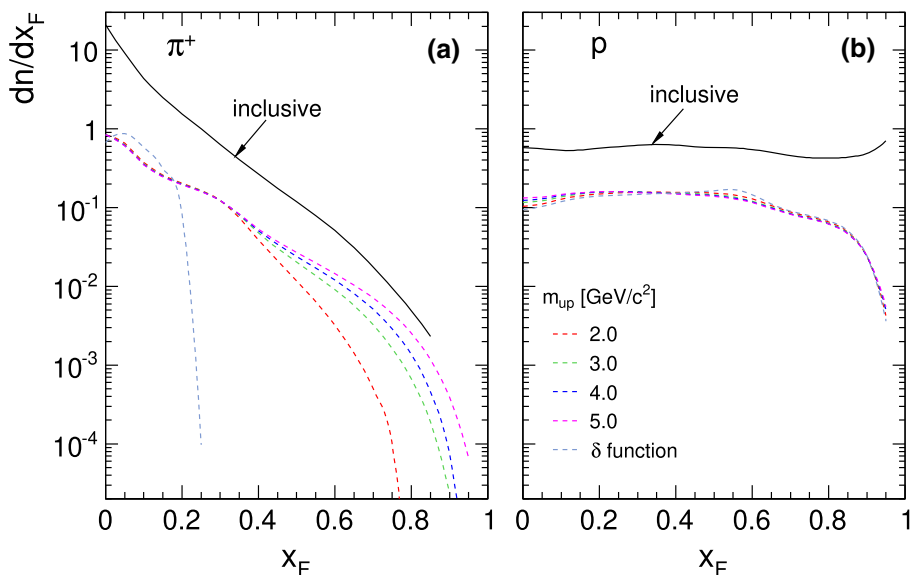 dn/dx_F
π⁺
(a)
inclusive
10
1
10⁻¹
10⁻²
10⁻³
10⁻⁴
0
0.2
0.4
0.6
0.8
1
x_F
p
(b)
inclusive
m_up [GeV/c²]
2.0
3.0
4.0
5.0
δ function
0
0.2
0.4
0.6
0.8
1
x_F